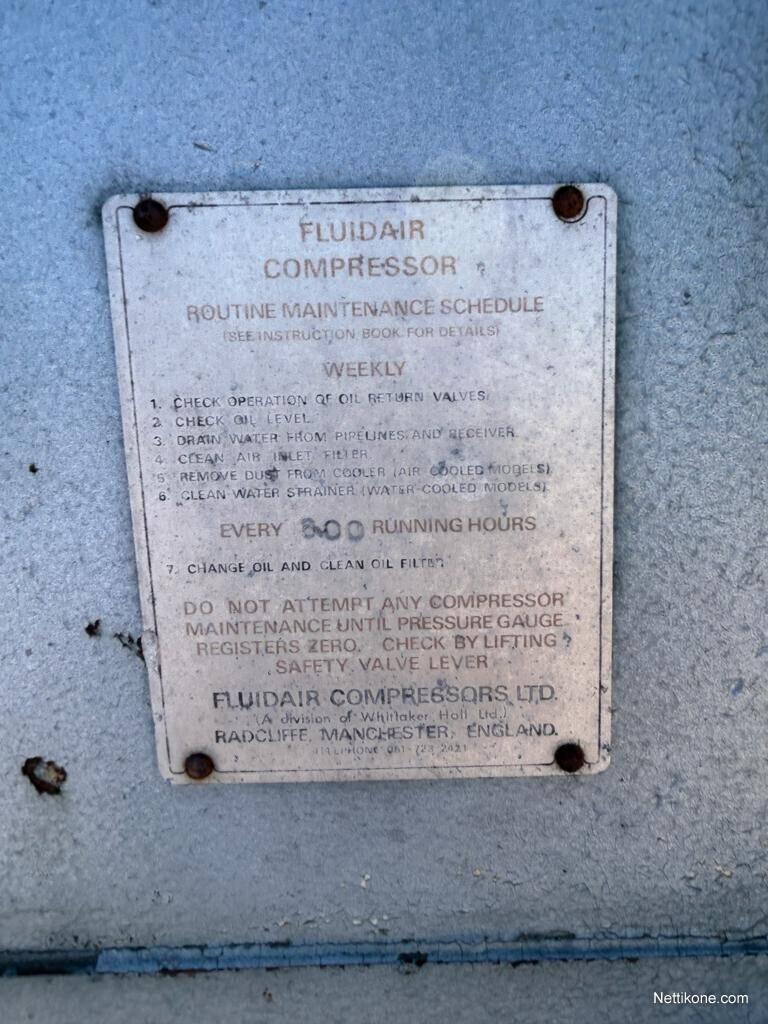 FLUIDAIR
COMPRESSOR
ROUTINE MAINTENANCE SCHEDULE
(SEE INSTRUCTION BOOK FOR DETAILS)
WEEKLY
1. CHECK OPERATION OF OIL RETURN VALVES
2. CHECK OIL LEVEL
3. DRAIN WATER FROM PIPELINES AND RECEIVER
4. CLEAN AIR INLET FILTER
5. REMOVE DUST FROM COOLER (AIR COOLED MODELS)
6. CLEAN WATER STRAINER (WATER COOLED MODELS)
EVERY RUNNING HOURS
7. CHANGE OIL AND CLEAN OIL FILTER
DO NOT ATTEMPT ANY COMPRESSOR
MAINTENANCE UNTIL PRESSURE GAUGE
REGISTERS ZERO. CHECK BY LIFTING
SAFETY VALVE LEVER
FLUIDAIR COMPRESSORS LTD.
(A division of Whittaker Hall Ltd.)
RADCLIFFE, MANCHESTER, ENGLAND.
TELEPHONE 061-723 2421
Nettikone.com